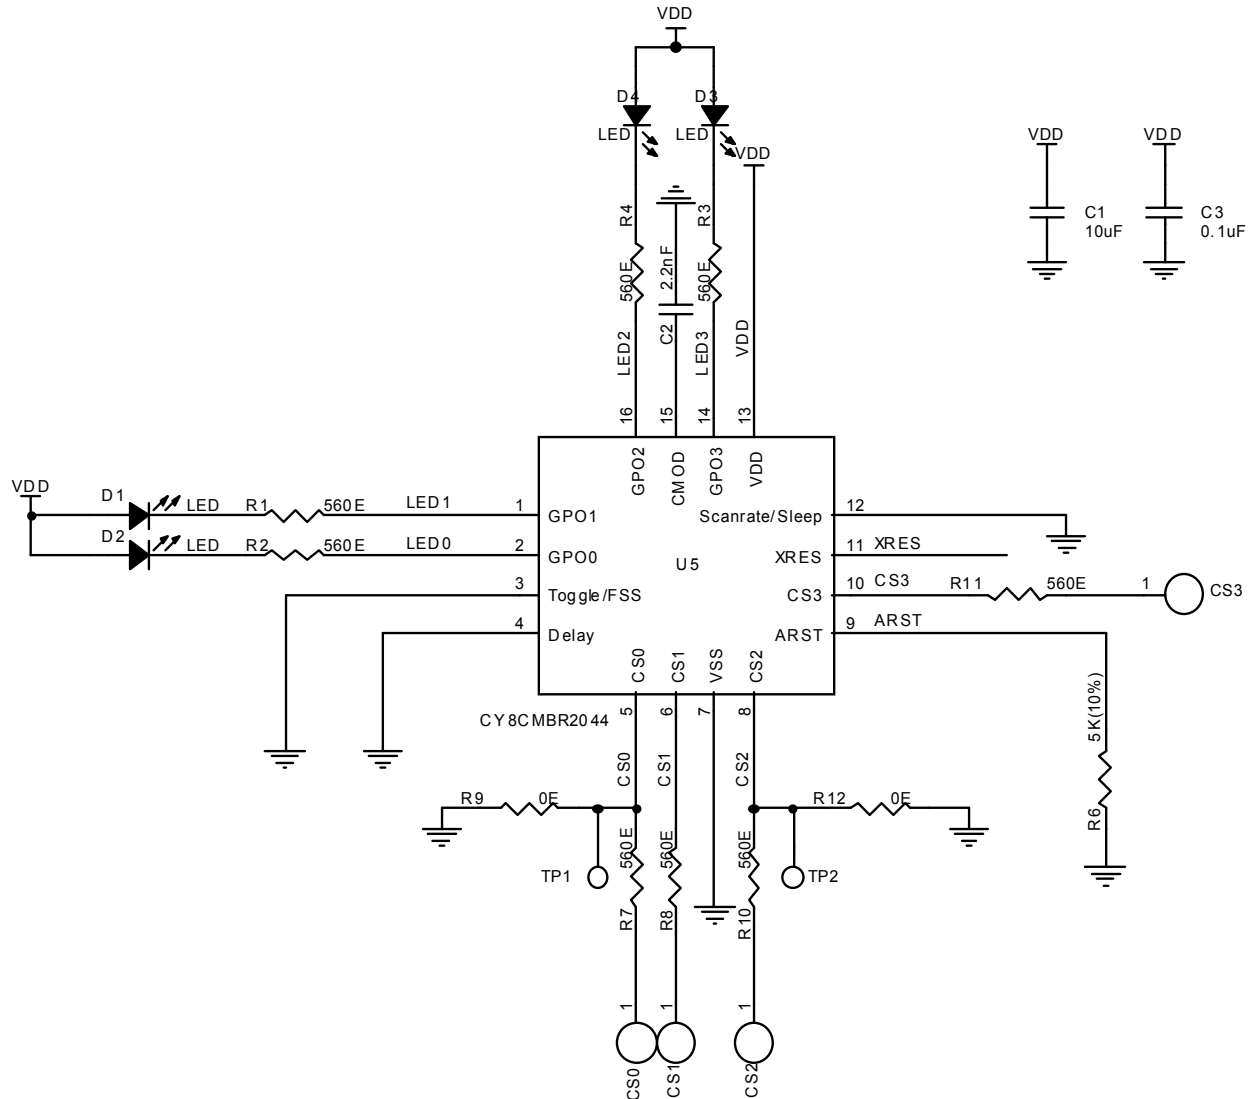 VDD
D4
D3
LED
LED
VDD
VDD
VDD
R4
R3
C1
10uF
C3
0.1uF
560E
2.2nF
560E
C2
LED2
LED3
VDD
16
15
14
13
GPO2
CMOD
GPO3
VDD
VDD
D1
LED
R1
560E
LED1
1
GPO1
Scanrate/Sleep
12
D2
LED
R2
560E
LED0
2
GPO0
U5
XRES
11
XRES
3
Toggle/FSS
CS3
10
CS3
R11
560E
1
CS3
4
Delay
ARST
9
ARST
CS0
CS1
VSS
CS2
CY8CMBR2044
5
6
7
8
5K(10%)
CS0
CS1
CS2
R9
0E
R12
0E
R6
560E
560E
560E
TP1
TP2
R7
R8
R10
1
1
1
CS0
CS1
CS2